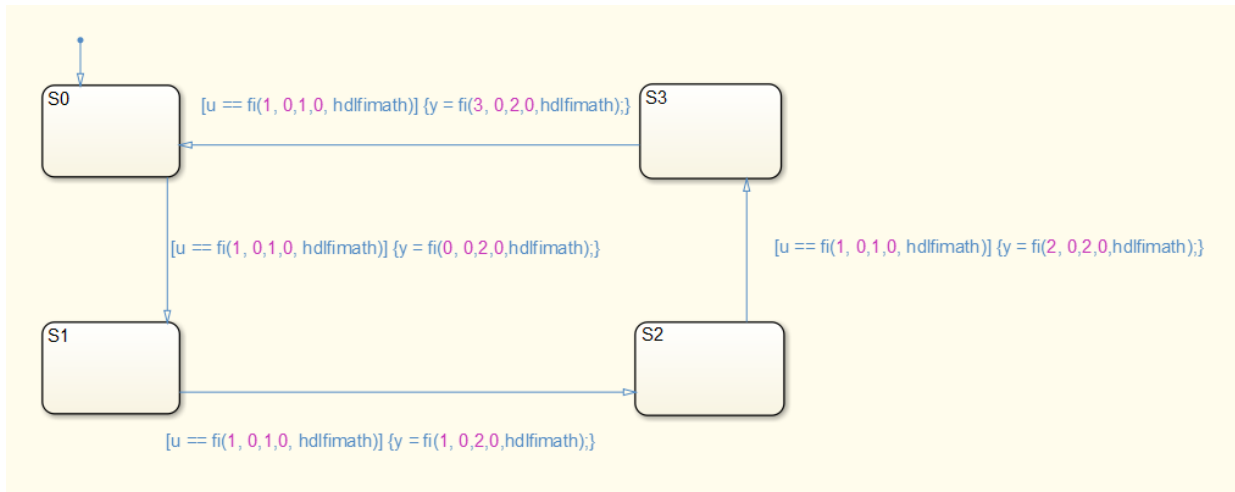 S0
[u == fi(1, 0,1,0, hdlfimath)] {y = fi(3, 0,2,0,hdlfimath);}
S3
[u == fi(1, 0,1,0, hdlfimath)] {y = fi(0, 0,2,0,hdlfimath);}
[u == fi(1, 0,1,0, hdlfimath)] {y = fi(2, 0,2,0,hdlfimath);}
S1
S2
[u == fi(1, 0,1,0, hdlfimath)] {y = fi(1, 0,2,0,hdlfimath);}